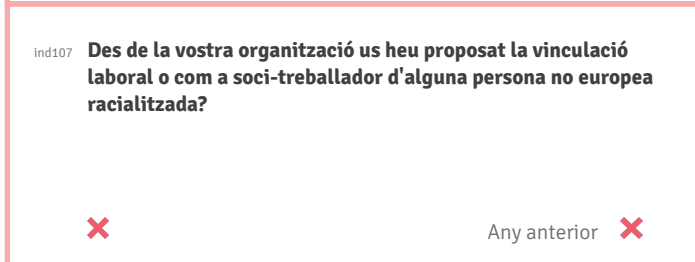 ind107 Des de la vostra organització us heu proposat la vinculació
laboral o com a soci-treballador d'alguna persona no europea
racialitzada?
Any anterior